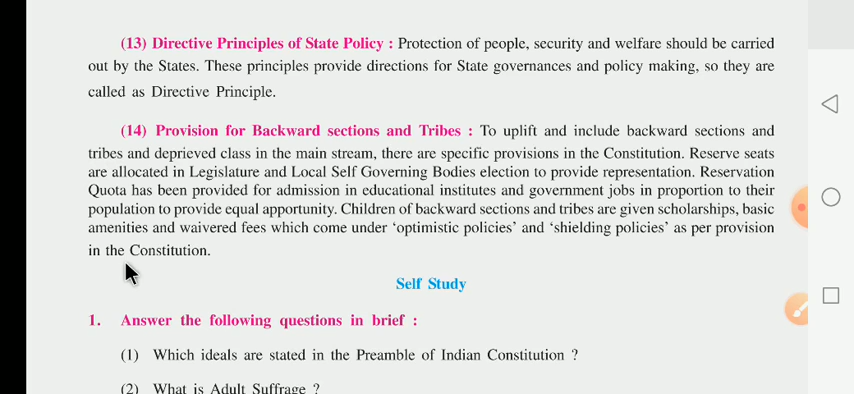 (13) Directive Principles of State Policy : Protection of people, security and welfare should be carried
out by the States. These principles provide directions for State governances and policy making, so they are
called as Directive Principle.
(14) Provision for Backward sections and Tribes : To uplift and include backward sections and
tribes and deprieved class in the main stream, there are specific provisions in the Constitution. Reserve seats
are allocated in Legislature and Local Self Governing Bodies election to provide representation. Reservation
Quota has been provided for admission in educational institutes and government jobs in proportion to their
population to provide equal apportunity. Children of backward sections and tribes are given scholarships, basic
amenities and waivered fees which come under ‘optimistic policies’ and ‘shielding policies’ as per provision
in the Constitution.
Self Study
1. Answer the following questions in brief :
(1) Which ideals are stated in the Preamble of Indian Constitution ?
(2) What is Adult Suffrage ?